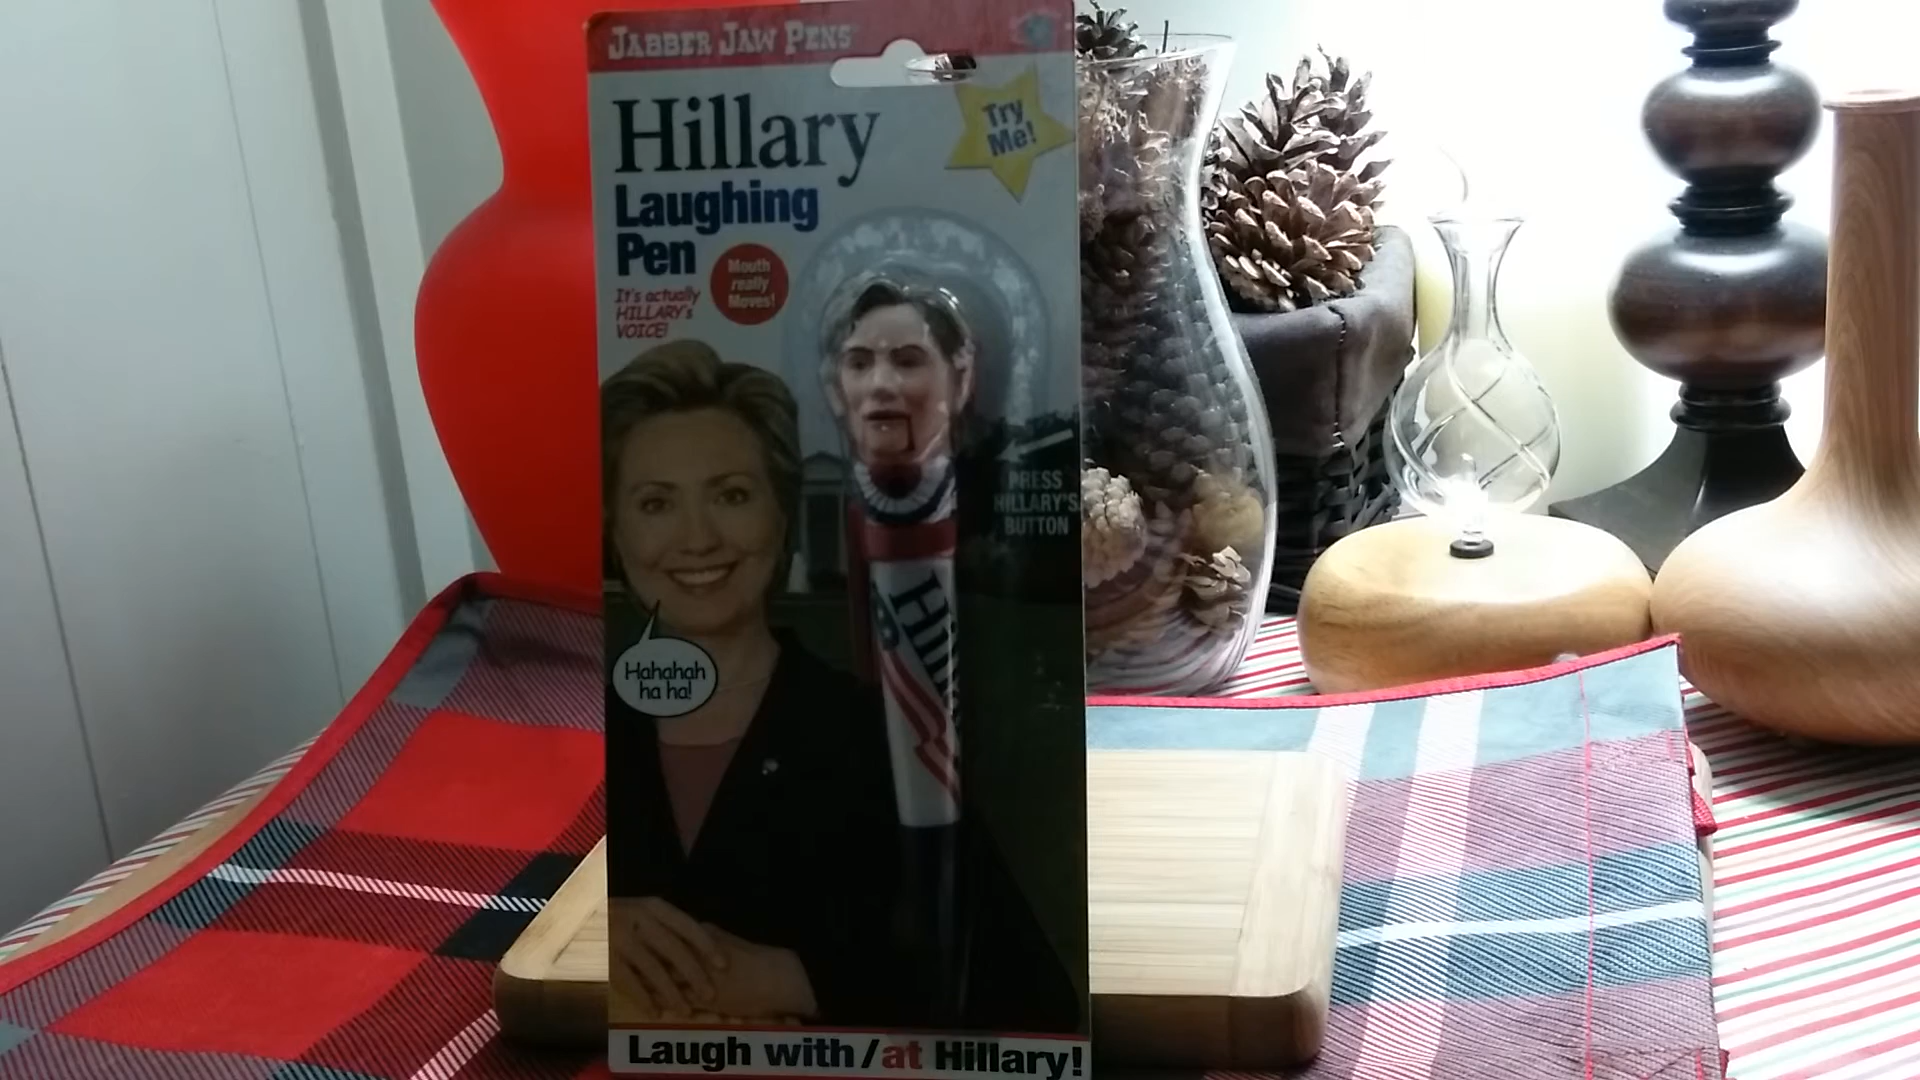 JABBER JAW PENS
Hillary
Try
Me!
Laughing
Pen
Mouth
really
Moves!
It's actually
HILLARY's
VOICE!
PRESS
HILLARY'S
BUTTON
Hahahah
ha ha!
Laugh with/at Hillary!